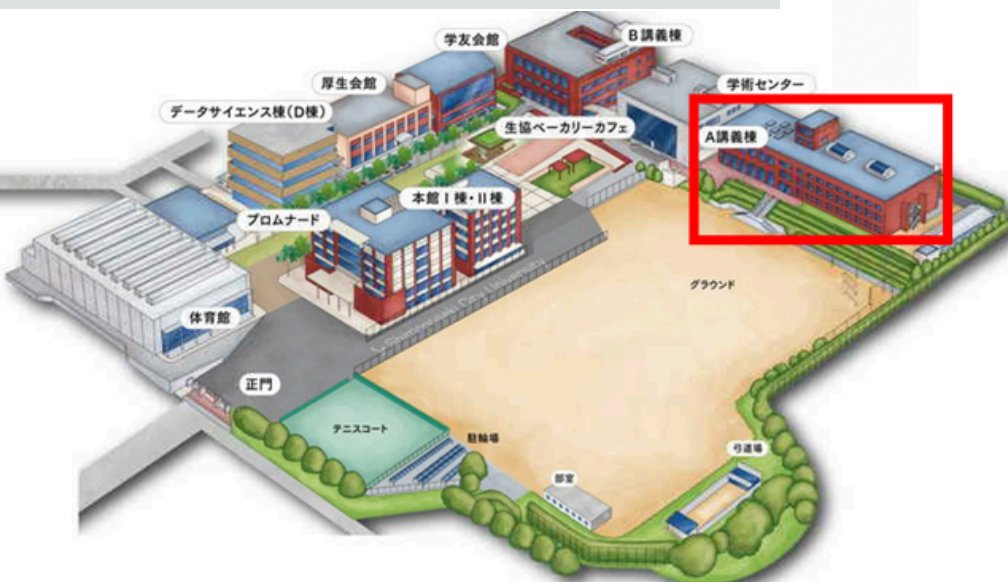 学友会館
B講義棟
厚生会館
学術センター
データサイエンス棟(D棟)
生協ベーカリーカフェ
A講義棟
本館Ⅰ棟・Ⅱ棟
プロムナード
グラウンド
体育館
正門
テニスコート
駐輪場
弓道場
部室